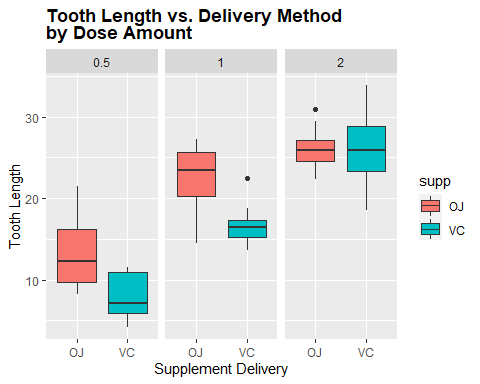 Tooth Length vs. Delivery Method
by Dose Amount
0.5 1 2
Tooth Length
30
20
10
OJ VC OJ VC OJ VC
Supplement Delivery
supp
OJ
VC